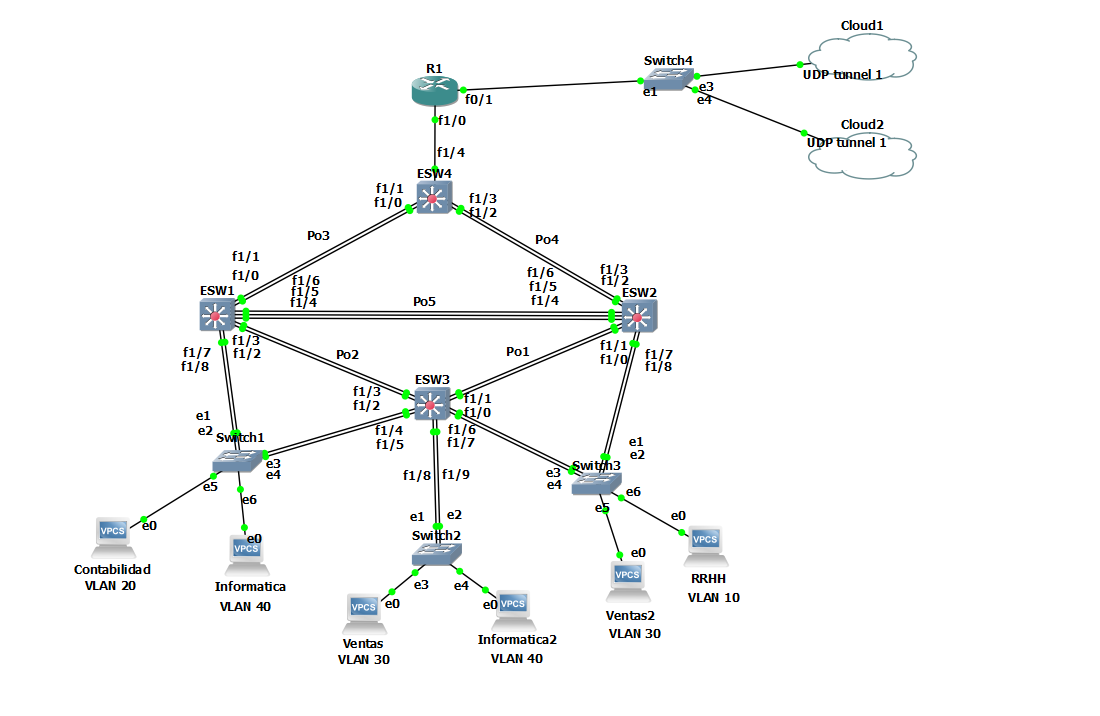 Cloud1
UDP tunnel 1
Switch4
e1
e3
e4
Cloud2
UDP tunnel 1
R1
f0/1
f1/0
f1/4
ESW4
f1/1
f1/0
f1/3
f1/2
Po3
Po4
f1/1
f1/0
f1/6
f1/5
f1/4
f1/6
f1/5
f1/4
f1/3
f1/2
ESW1
Po5
ESW2
f1/3
f1/2
f1/7
f1/8
Po2
Po1
f1/1
f1/0
f1/7
f1/8
ESW3
f1/3
f1/2
f1/1
f1/0
f1/4
f1/5
f1/6
f1/7
e1
e2
Switch1
e3
e4
e5
e6
f1/8
f1/9
e1
e2
Switch3
e3
e4
e5
e6
e1
e2
Switch2
e3
e4
e0
VPCS
Contabilidad
VLAN 20
e0
VPCS
Informatica
VLAN 40
e0
VPCS
Ventas
VLAN 30
e0
VPCS
Informatica2
VLAN 40
e0
VPCS
Ventas2
VLAN 30
e0
VPCS
RRHH
VLAN 10